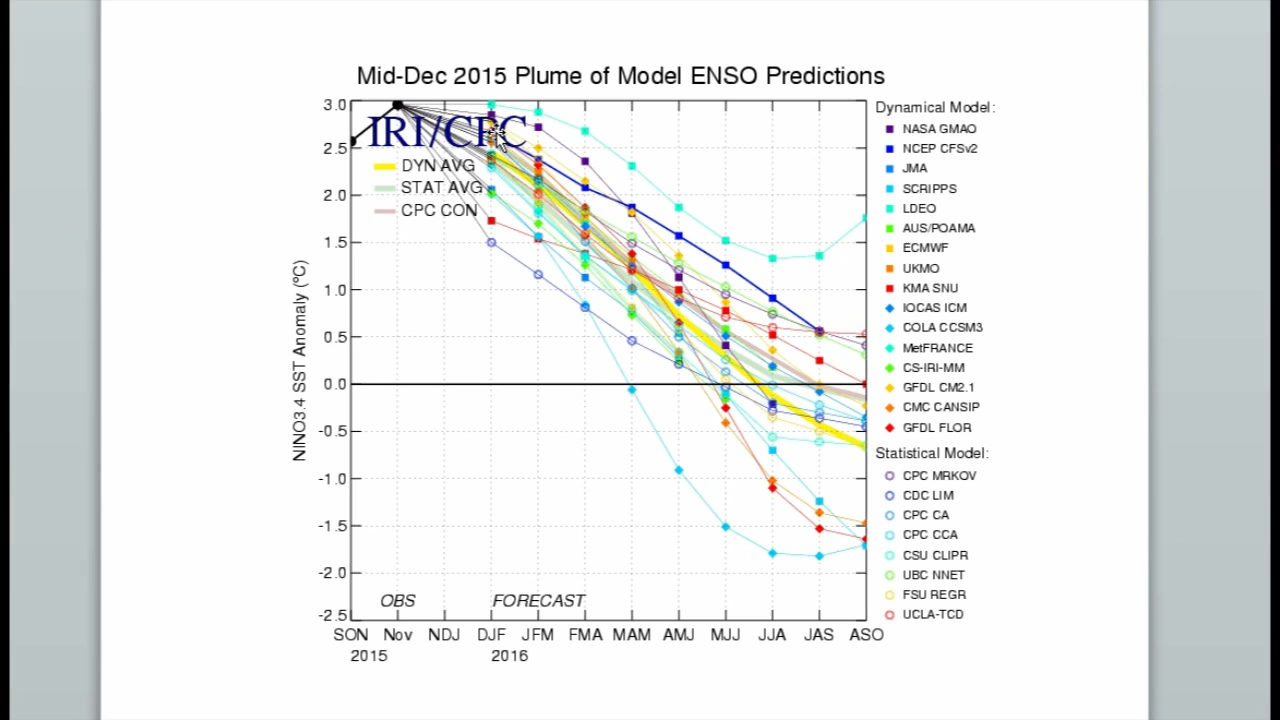 Mid-Dec 2015 Plume of Model ENSO Predictions
IRI/CPC
DYN AVG
STAT AVG
CPC CON
NINO3.4 SST Anomaly (ºC)
3.0
2.5
2.0
1.5
1.0
0.5
0.0
-0.5
-1.0
-1.5
-2.0
-2.5
OBS FORECAST
SON Nov NDJ DJF JFM FMA MAM AMJ MJJ JJA JAS ASO
2015 2016
Dynamical Model:
NASA GMAO
NCEP CFSv2
JMA
SCRIPPS
LDEO
AUS/POAMA
ECMWF
UKMO
KMA SNU
IOCAS ICM
COLA CCSM3
MetFRANCE
CS-IRI-MM
GFDL CM2.1
CMC CANSIP
GFDL FLOR
Statistical Model:
CPC MRKOV
CDC LIM
CPC CA
CPC CCA
CSU CLIPR
UBC NNET
FSU REGR
UCLA-TCD